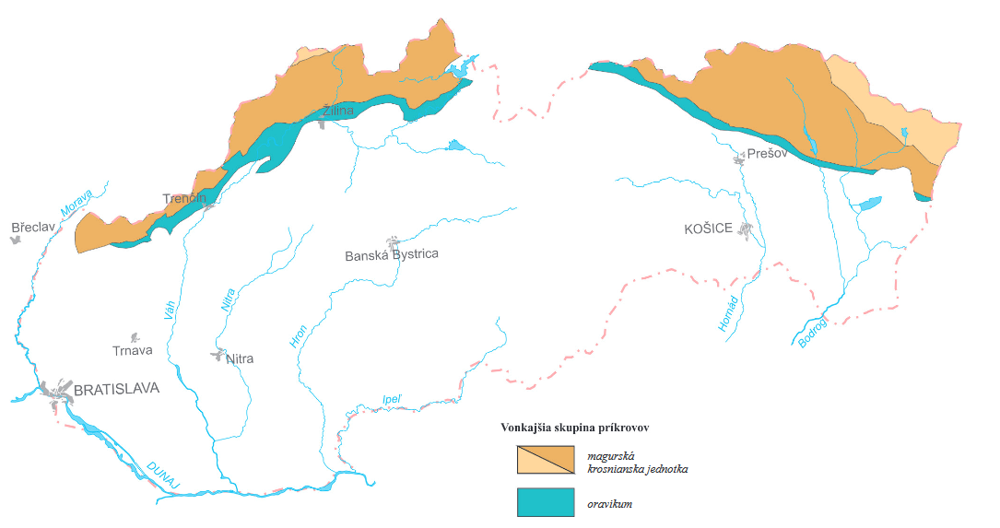 Žilina
Prešov
Trenčín
Morava
Břeclav
KOŠICE
Banská Bystrica
Váh
Nitra
Hron
Hornád
Bodrog
Trnava
Nitra
BRATISLAVA
Ipeľ
DUNAJ
Vonkajšia skupina príkrovov
magurská
krosnianska jednotka
oravikum